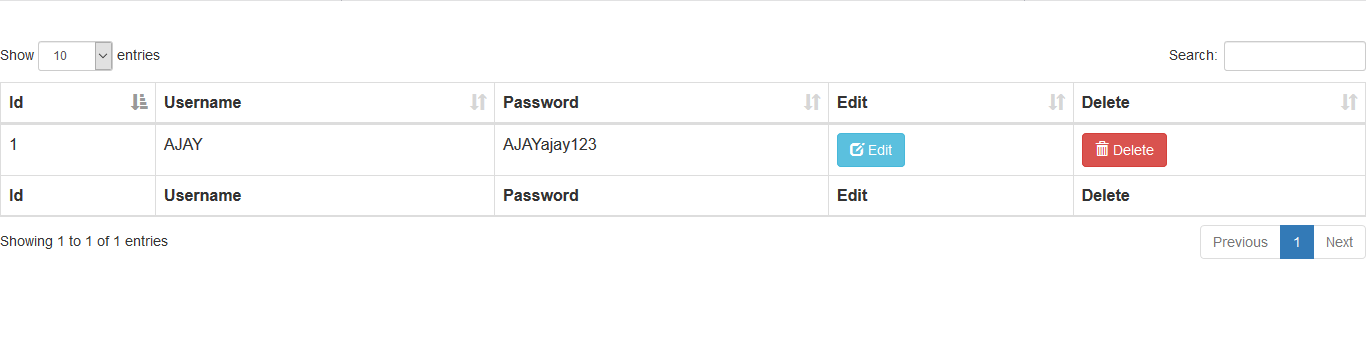 Show 10 entries Search:
Id Username Password Edit Delete
1 AJAY AJAYajay123 Edit Delete
Id Username Password Edit Delete
Showing 1 to 1 of 1 entries Previous 1 Next